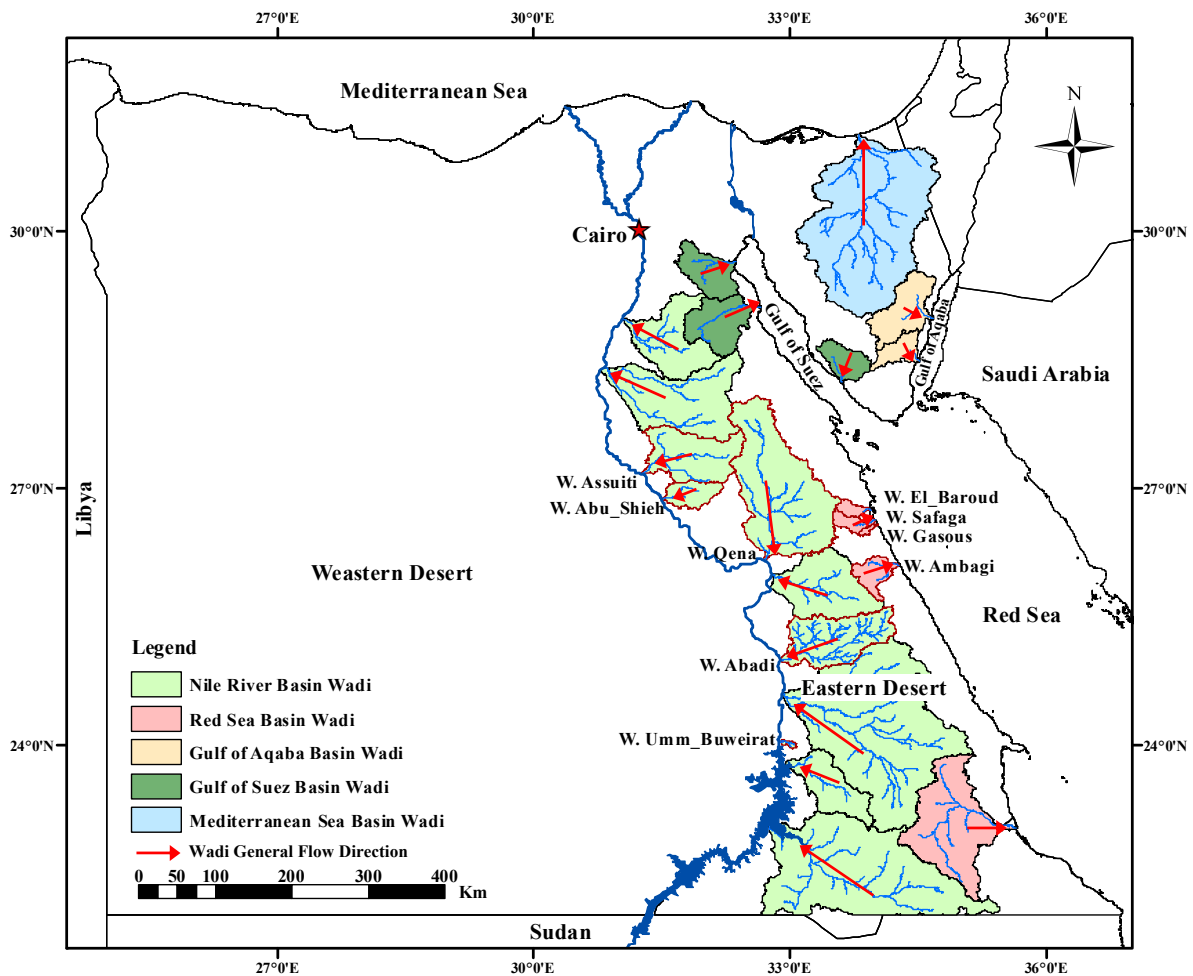 27°0'E
30°0'E
33°0'E
36°0'E
Mediterranean Sea
N
30°0'N
30°0'N
Cairo
Gulf of Suez
Gulf of Aqaba
Saudi Arabia
27°0'N
27°0'N
Libya
W. Assuiti
W. Abu_Shieh
W. El_Baroud
W. Safaga
W. Gasous
W. Qena
W. Ambagi
Weastern Desert
Red Sea
Legend
Nile River Basin Wadi
Red Sea Basin Wadi
Gulf of Aqaba Basin Wadi
Gulf of Suez Basin Wadi
Mediterranean Sea Basin Wadi
Wadi General Flow Direction
0 50 100 200 300 400
Km
W. Abadi
Eastern Desert
W. Umm_Buweirat
24°0'N
24°0'N
Sudan
27°0'E
30°0'E
33°0'E
36°0'E